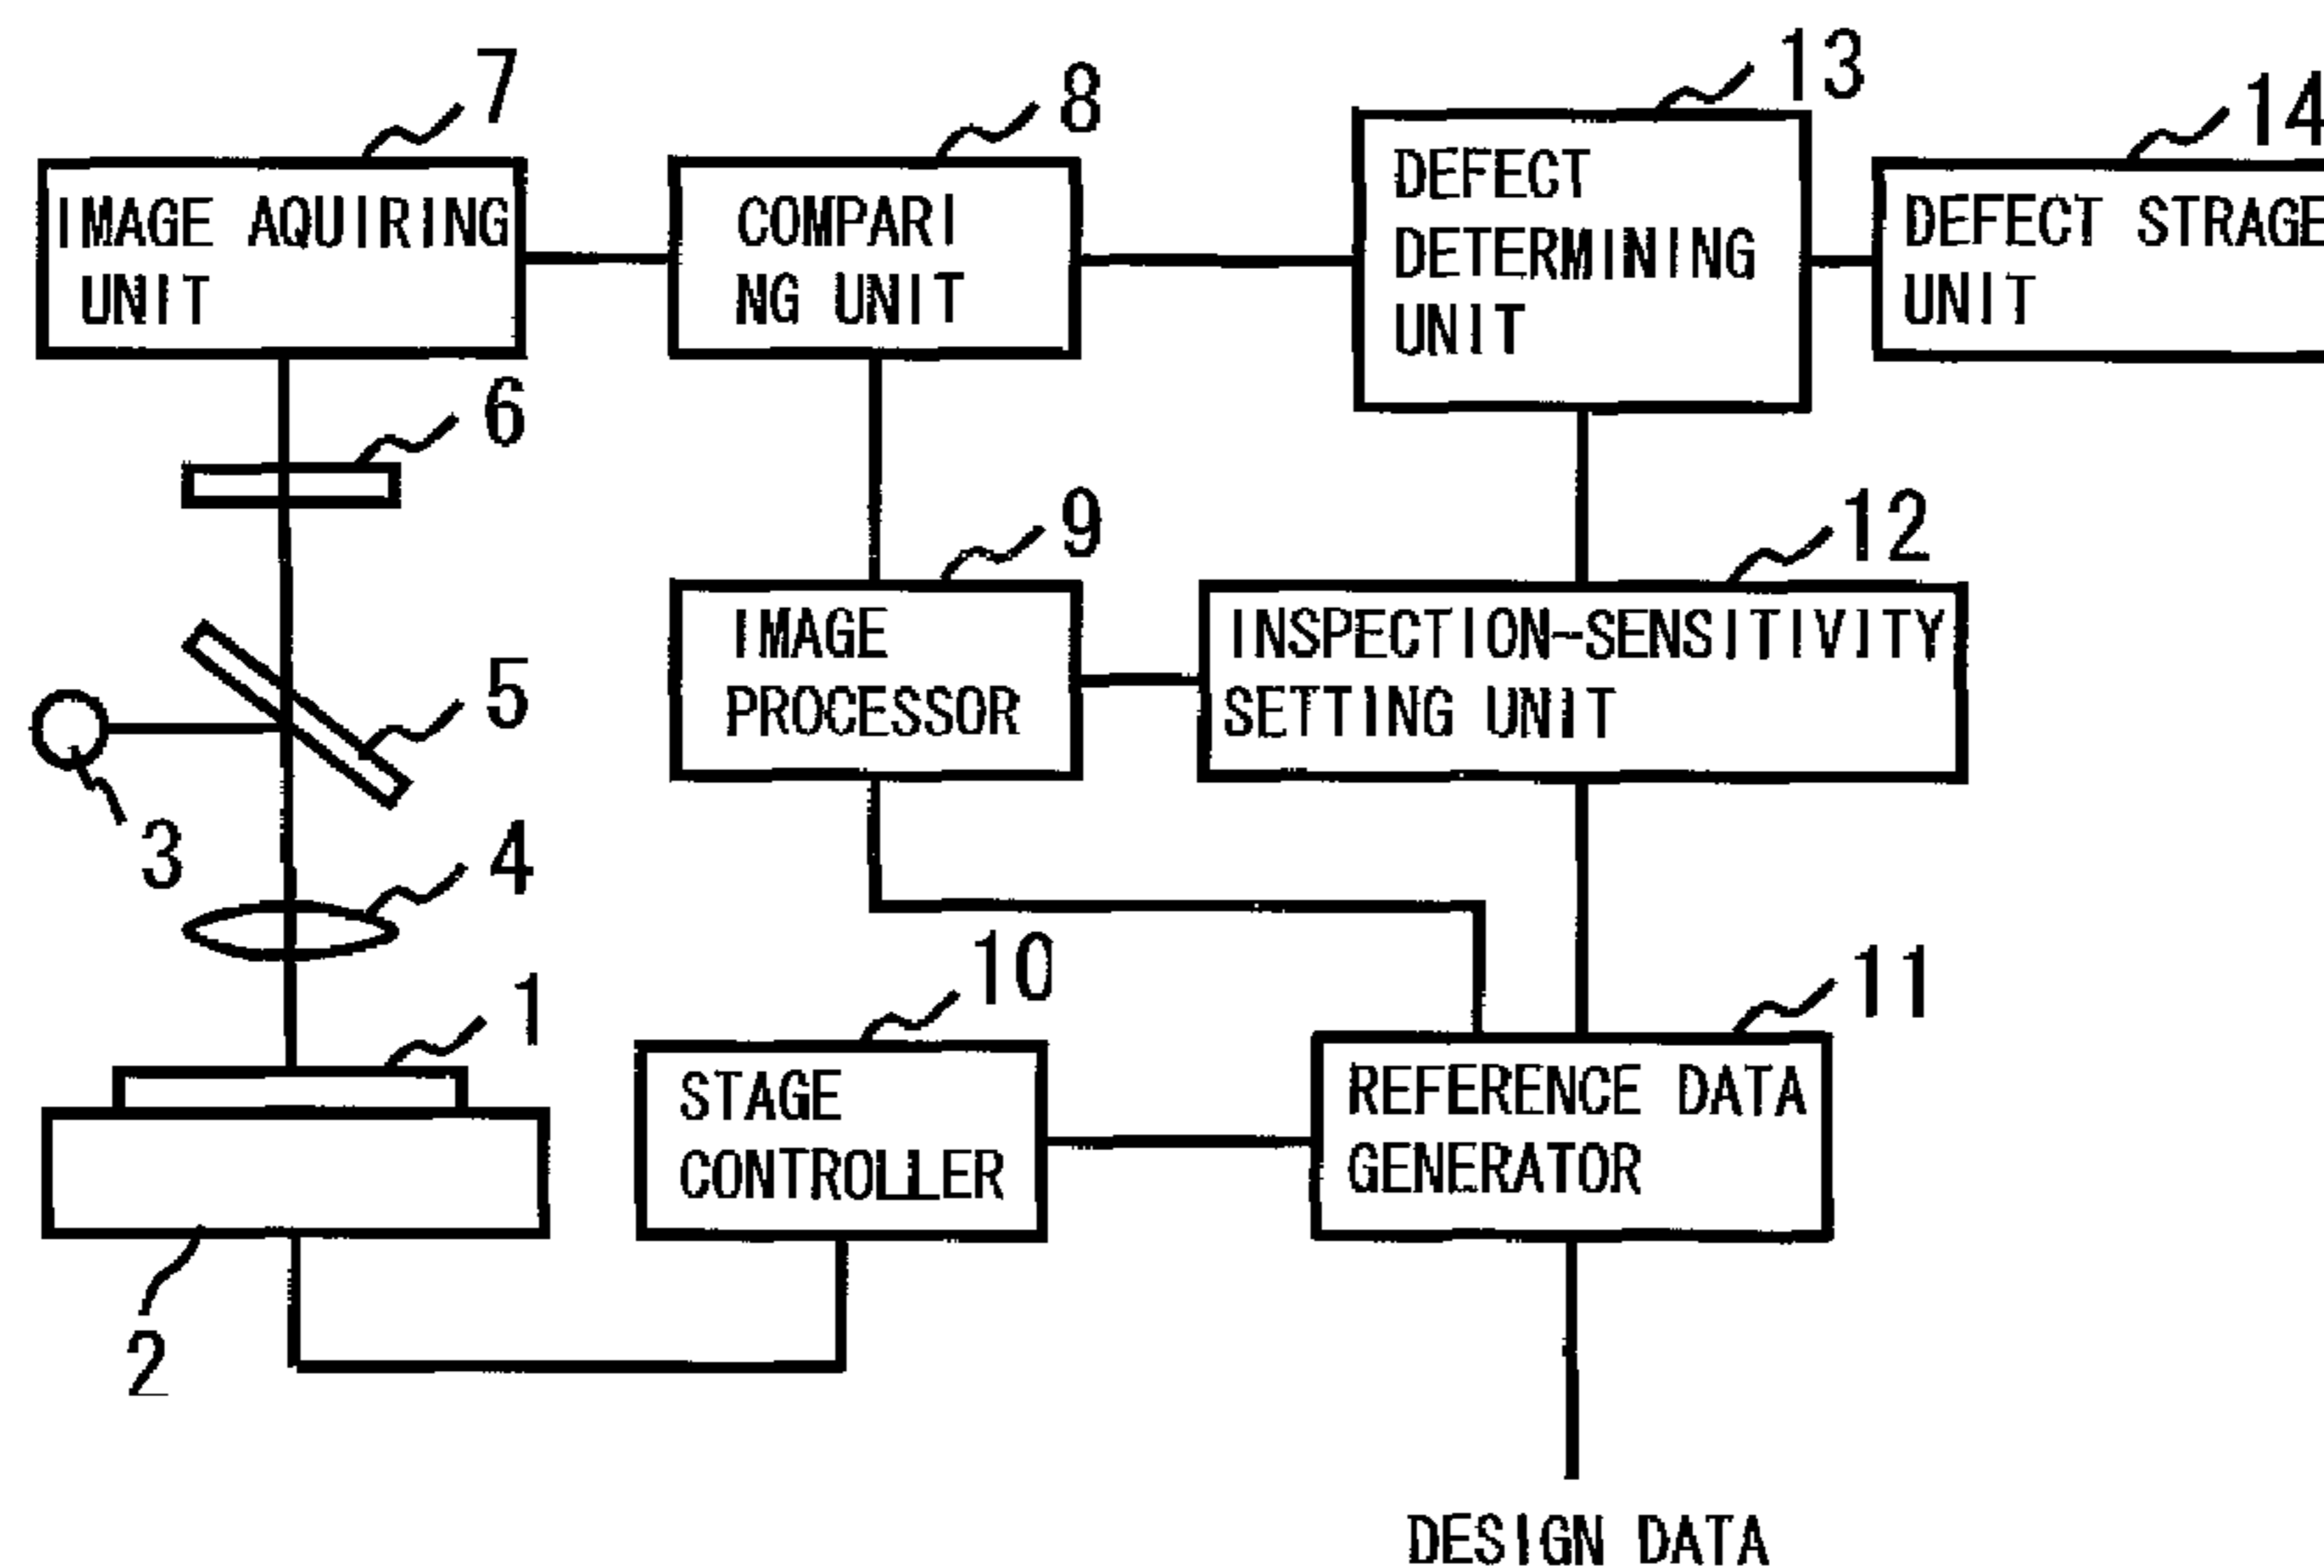 7
8
13
14
IMAGE AQUIRING
UNIT
COMPARI
NG UNIT
DEFECT
DETERMINING
UNIT
DEFECT STRAGE
UNIT
6
9
12
IMAGE
PROCESSOR
INSPECTION-SENSITIVITY
SETTING UNIT
5
3
4
10
11
1
STAGE
CONTROLLER
REFERENCE DATA
GENERATOR
2
DESIGN DATA